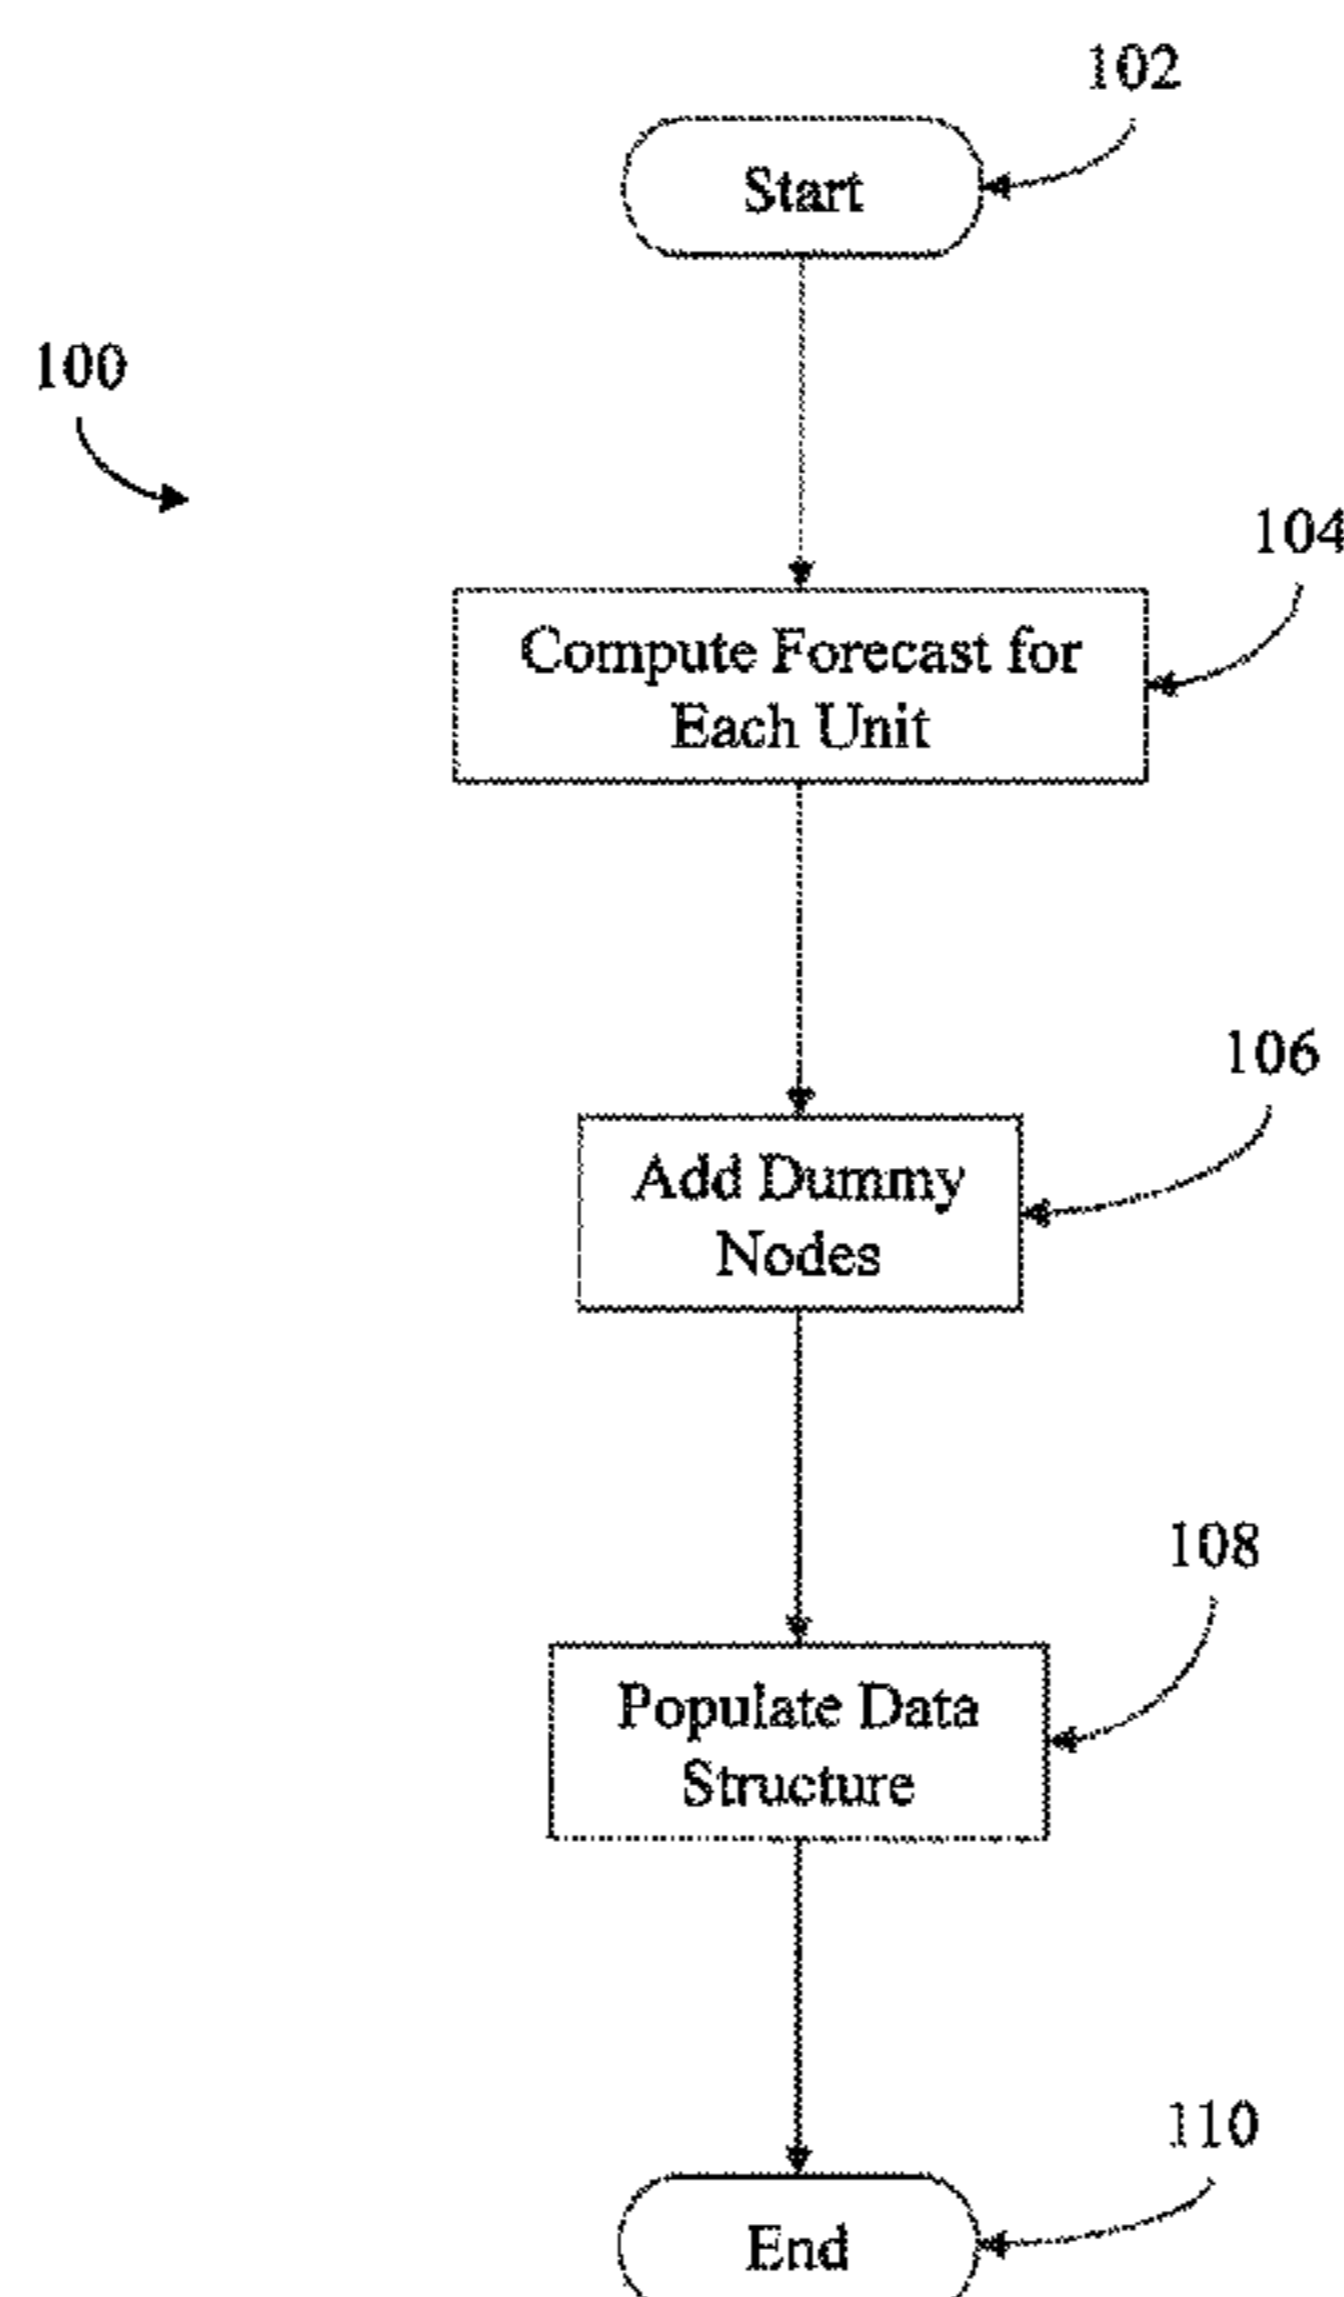 102
Start
100
104
Compute Forecast for
Each Unit
106
Add Dummy
Nodes
108
Populate Data
Structure
110
End